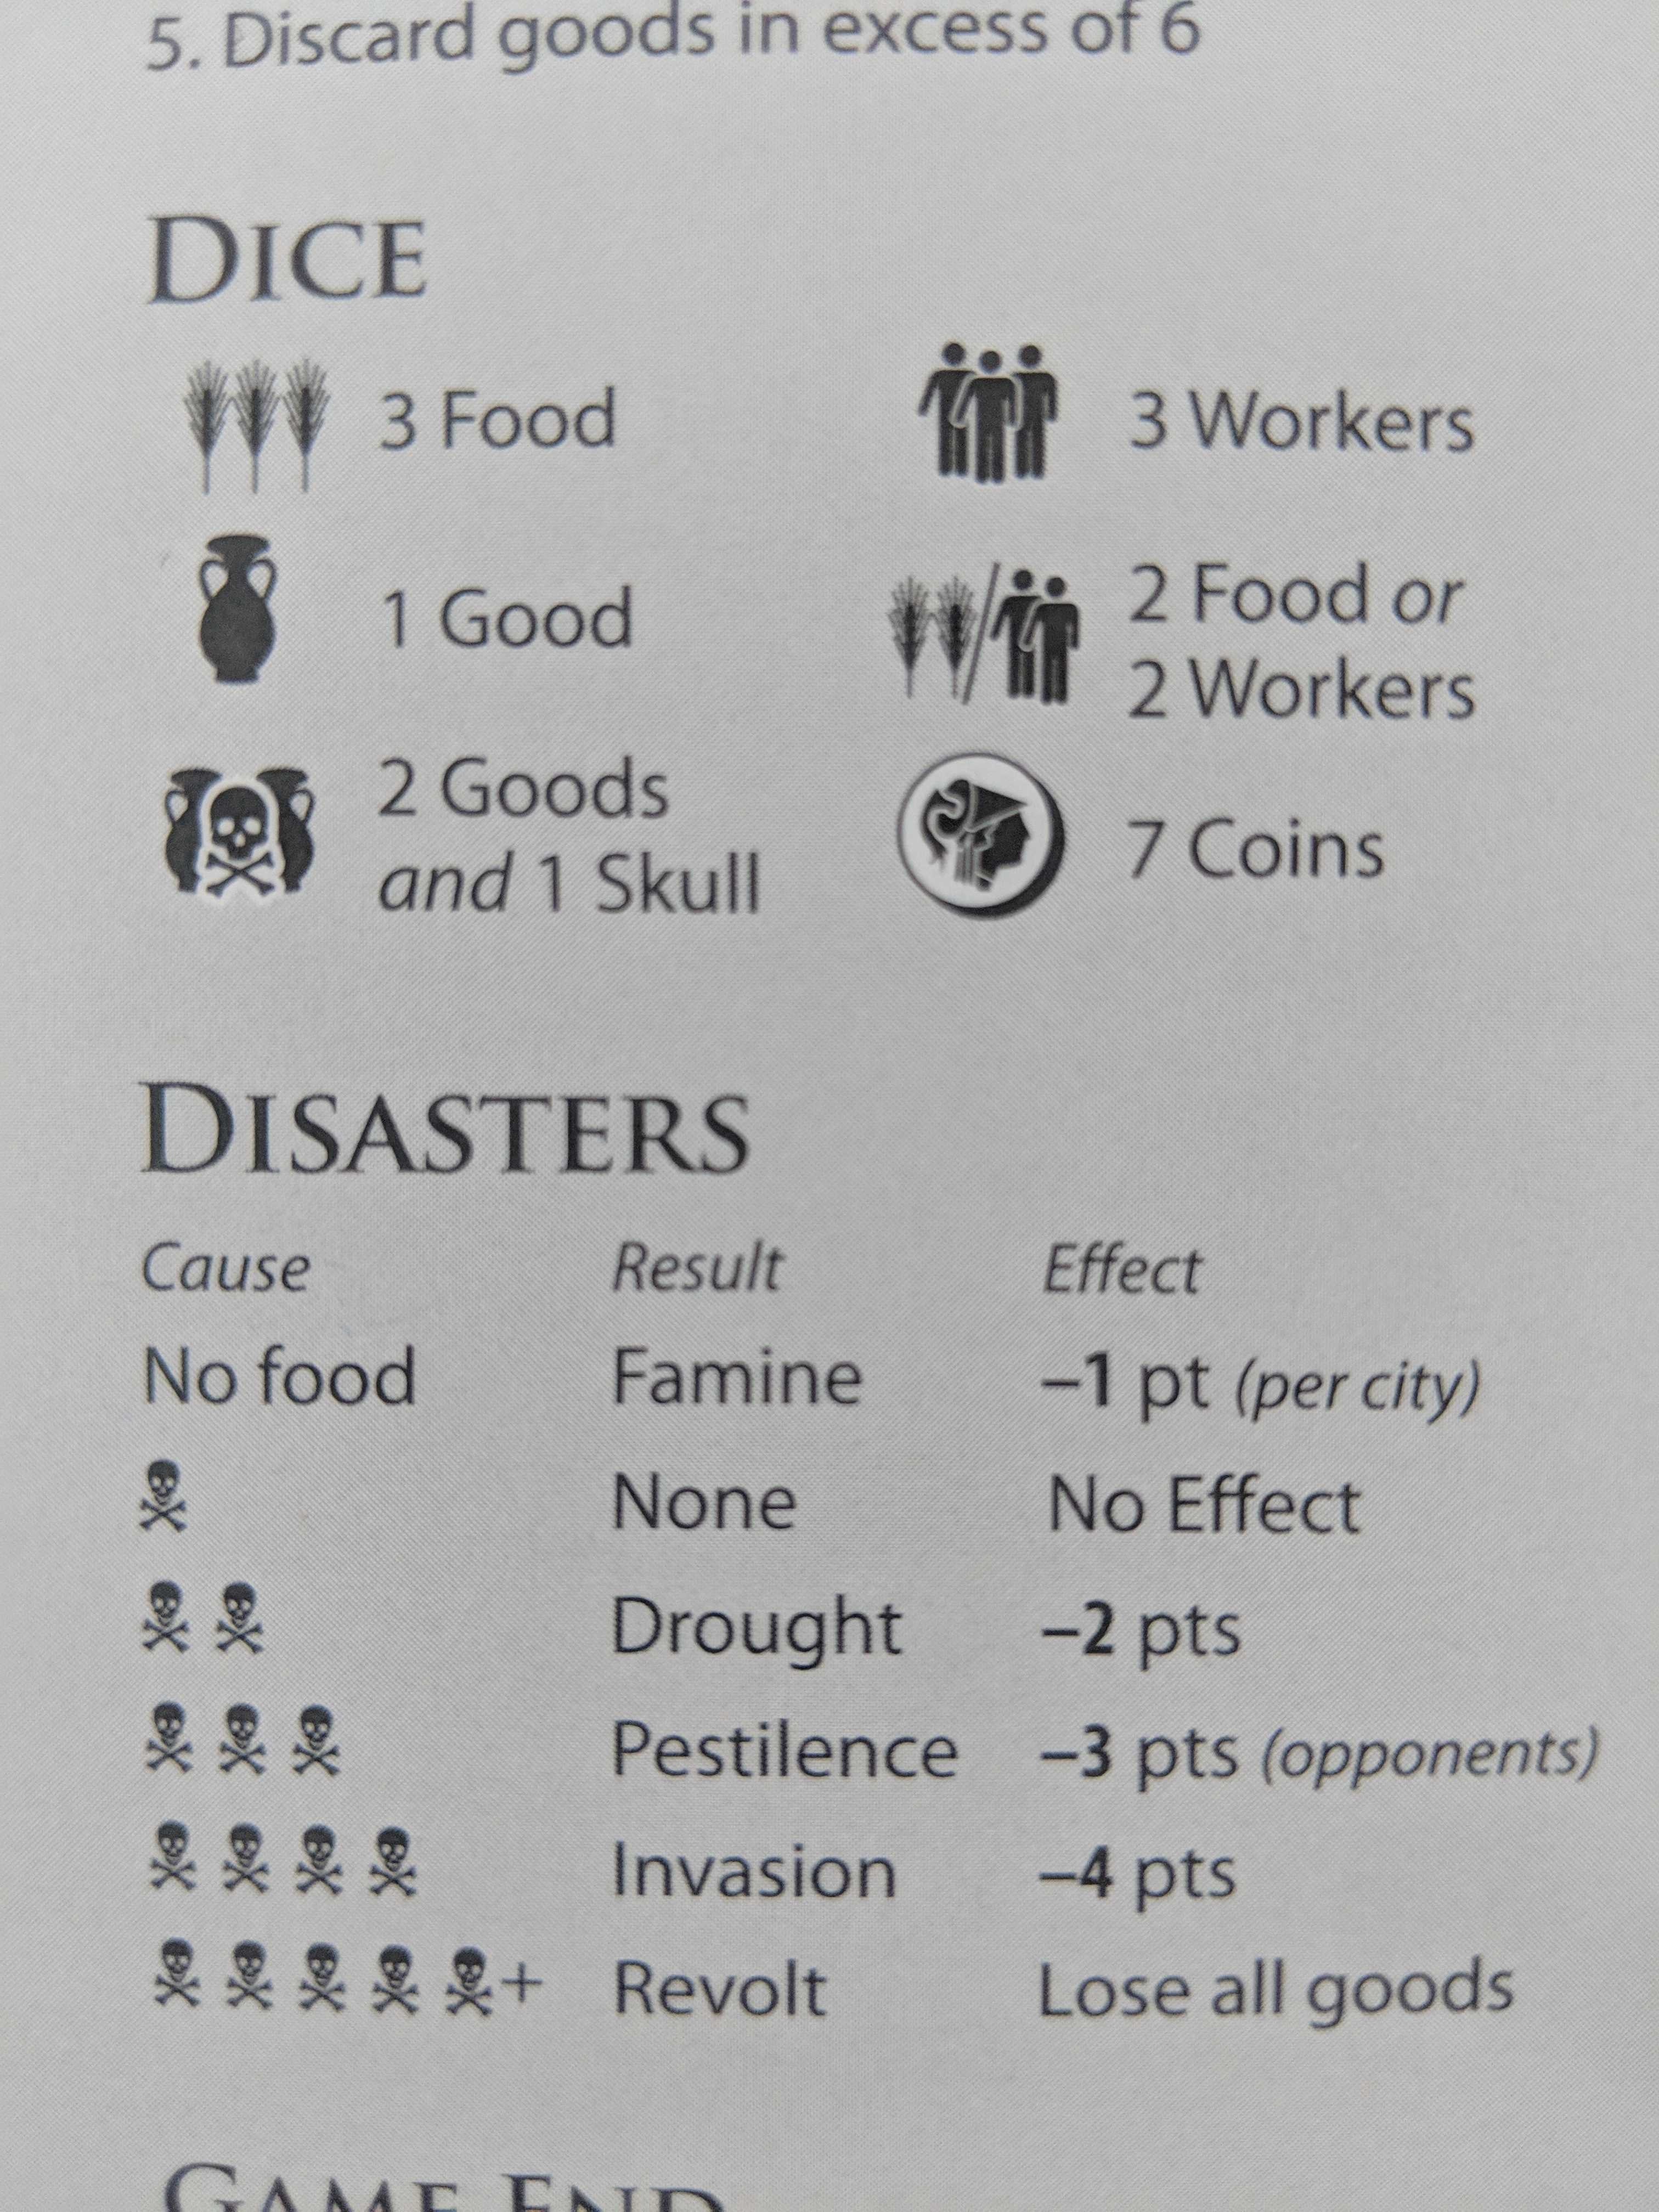 5. Discard goods in excess of 6
DICE
3 Food
3 Workers
1 Good
2 Food or
2 Workers
2 Goods
and 1 Skull
7 Coins
DISASTERS
Cause Result Effect
No food Famine –1 pt (per city)
None No Effect
Drought –2 pts
Pestilence –3 pts (opponents)
Invasion –4 pts
+ Revolt Lose all goods
GAME END